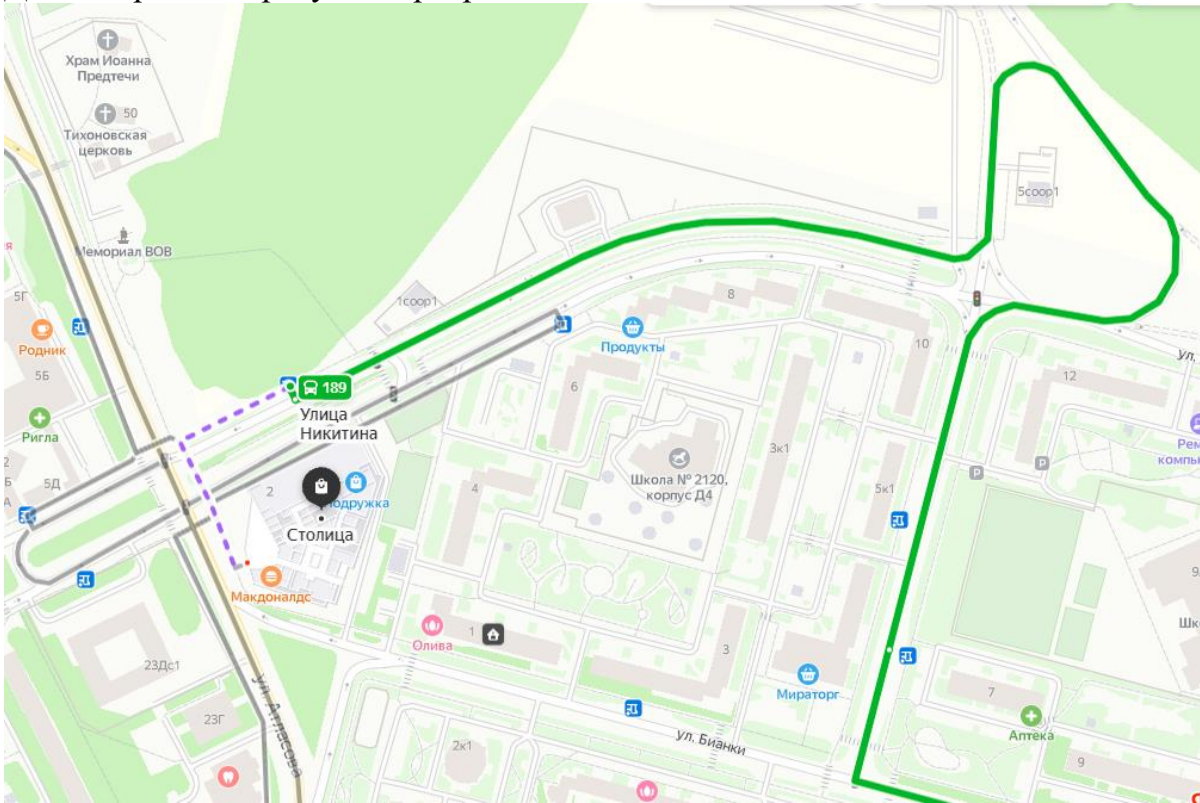 Храм Иоанна
Предтечи
50
Тихоновская
церковь
Мемориал ВОВ
5соор1
1соор1
5Г
Родник
5Б
Ригла
5Д
189
Улица
Никитина
Продукты
8
10
6
12
Школа № 2120,
корпус Д4
3к1
5к1
4
2
Подружка
Столица
Макдоналдс
Олива
1
3
Мираторг
23Дс1
23Г
ул. Атласова
2к1
ул. Бианки
7
Аптека
9